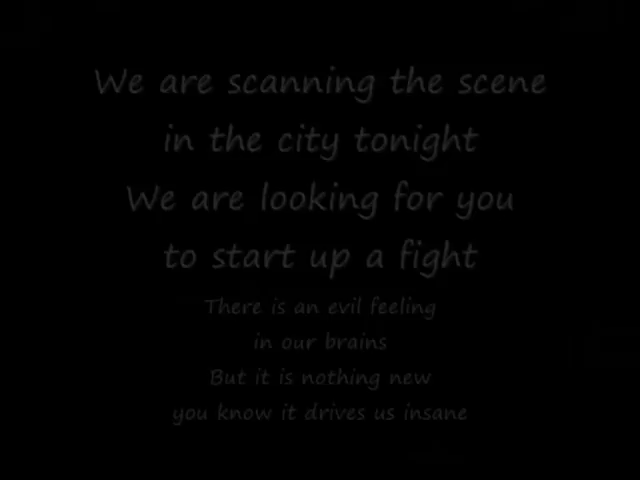 We are scanning the scene
in the city tonight
We are looking for you
to start up a fight
There is an evil feeling
in our brains
But it is nothing new
you know it drives us insane